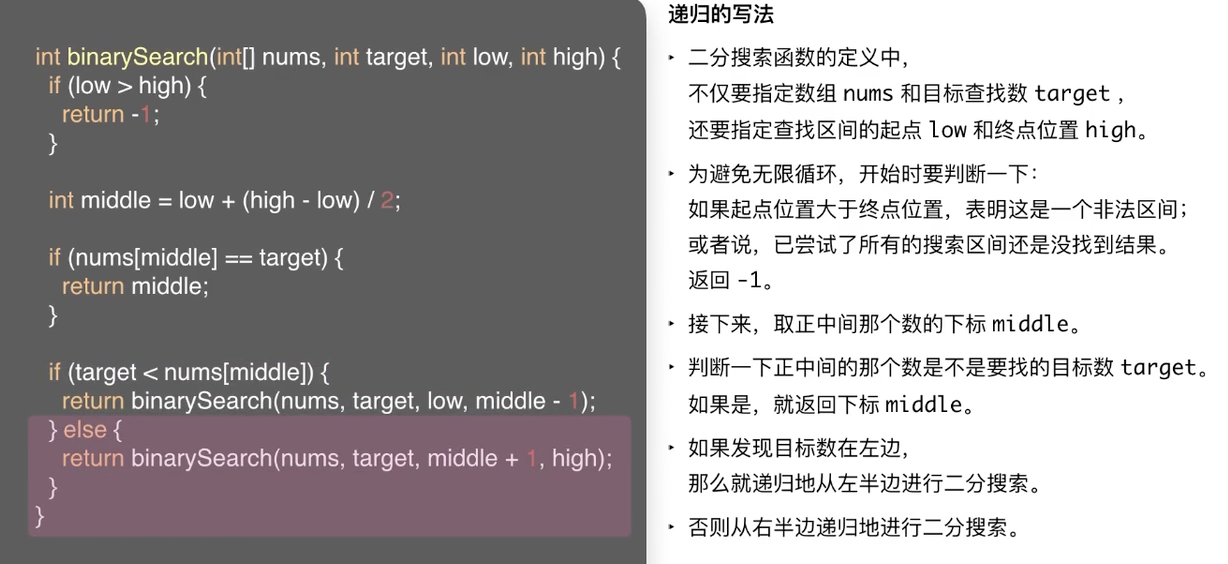 int binarySearch(int[] nums, int target, int low, int high) {
if (low > high) {
return -1;
}
int middle = low + (high - low) / 2;
if (nums[middle] == target) {
return middle;
}
if (target < nums[middle]) {
return binarySearch(nums, target, low, middle - 1);
} else {
return binarySearch(nums, target, middle + 1, high);
}
}
递归的写法
‣ 二分搜索函数的定义中，
不仅要指定数组 nums 和目标查找数 target ，
还要指定查找区间的起点 low 和终点位置 high。
‣ 为避免无限循环，开始时要判断一下：
如果起点位置大于终点位置，表明这是一个非法区间；
或者说，已尝试了所有的搜索区间还是没找到结果。
返回 -1。
‣ 接下来，取正中间那个数的下标 middle。
‣ 判断一下正中间的那个数是不是要找的目标数 target。
如果是，就返回下标 middle。
‣ 如果发现目标数在左边，
那么就递归地从左半边进行二分搜索。
‣ 否则从右半边递归地进行二分搜索。